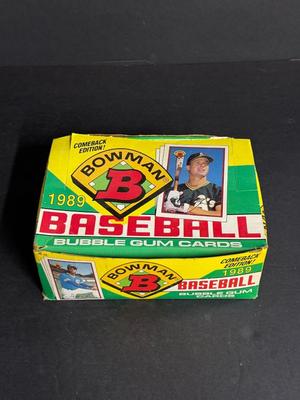 COMEBACK
EDITION!
BOWMAN
B
1989
BASEBALL
BUBBLE GUM CARDS
COMEBACK
EDITION!
1989
BOWMAN
B
BASEBALL
BUBBLE GUM
CARDS